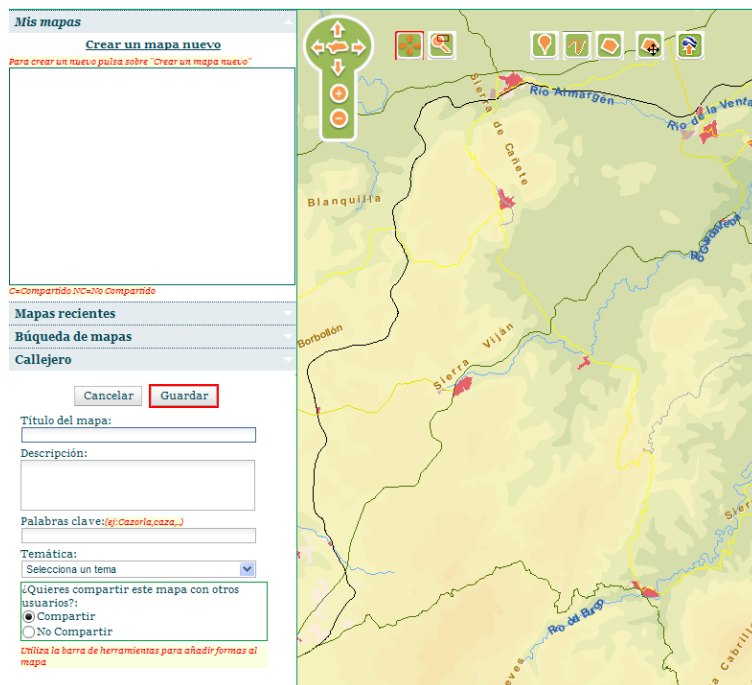 Mis mapas
Crear un mapa nuevo
Para crear un nuevo pulsa sobre "Crear un mapa nuevo"
C=Compartido NC=No Compartido
Mapas recientes
Búqueda de mapas
Callejero
Cancelar
Guardar
Título del mapa:
Descripción:
Palabras clave:(ej:Cazorla,caza,..)
Temática:
Selecciona un tema
¿Quieres compartir este mapa con otros
usuarios?:
Compartir
No Compartir
Utiliza la barra de herramientas para añadir formas al
mapa
Sierra de Cañete
Río Almargen
Río de la Venta
Blanquilla
Borbollón
Sierra Viján
Sier
Río del Burgo
eves
a Cabrill